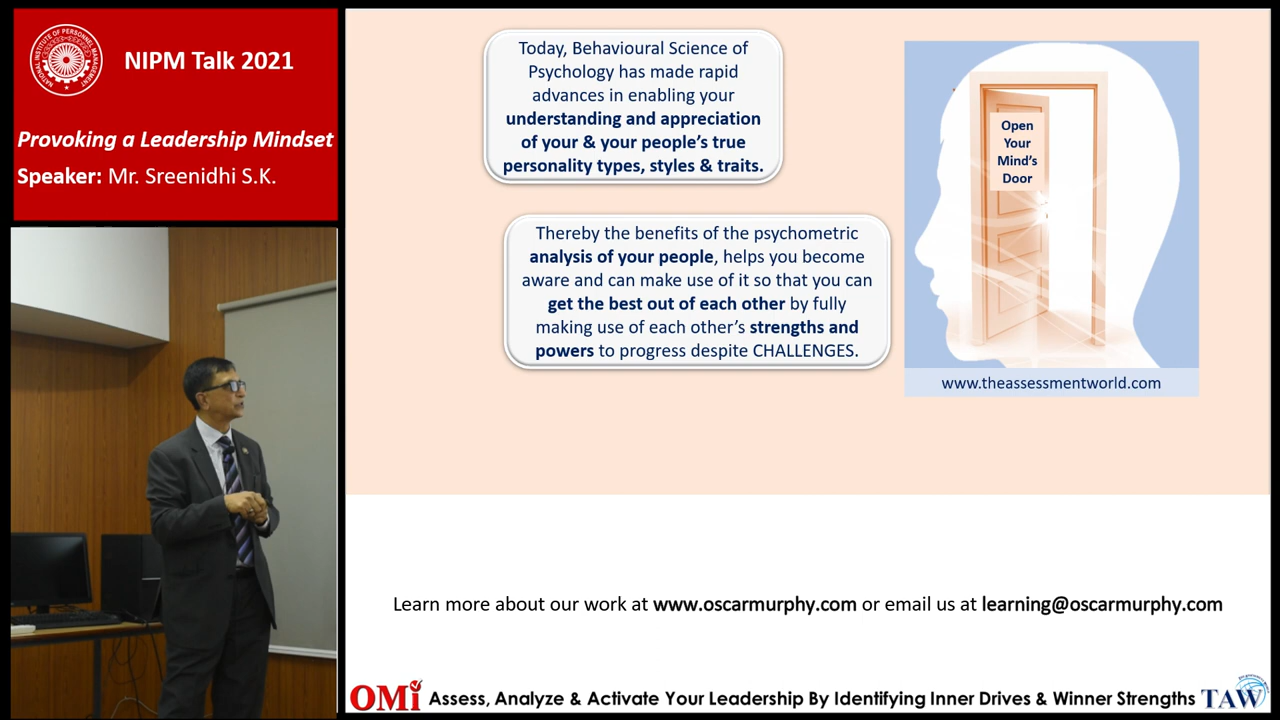 NATIONAL INSTITUTE OF PERSONNEL MANAGEMENT
NIPM Talk 2021
Provoking a Leadership Mindset
Speaker: Mr. Sreenidhi S.K.
Today, Behavioural Science of
Psychology has made rapid
advances in enabling your
understanding and appreciation
of your & your people's true
personality types, styles & traits.
Thereby the benefits of the psychometric
analysis of your people, helps you become
aware and can make use of it so that you can
get the best out of each other by fully
making use of each other's strengths and
powers to progress despite CHALLENGES.
Open
Your
Mind's
Door
www.theassessmentworld.com
Learn more about our work at www.oscarmurphy.com or email us at learning@oscarmurphy.com
OMi Assess, Analyze & Activate Your Leadership By Identifying Inner Drives & Winner Strengths TAW